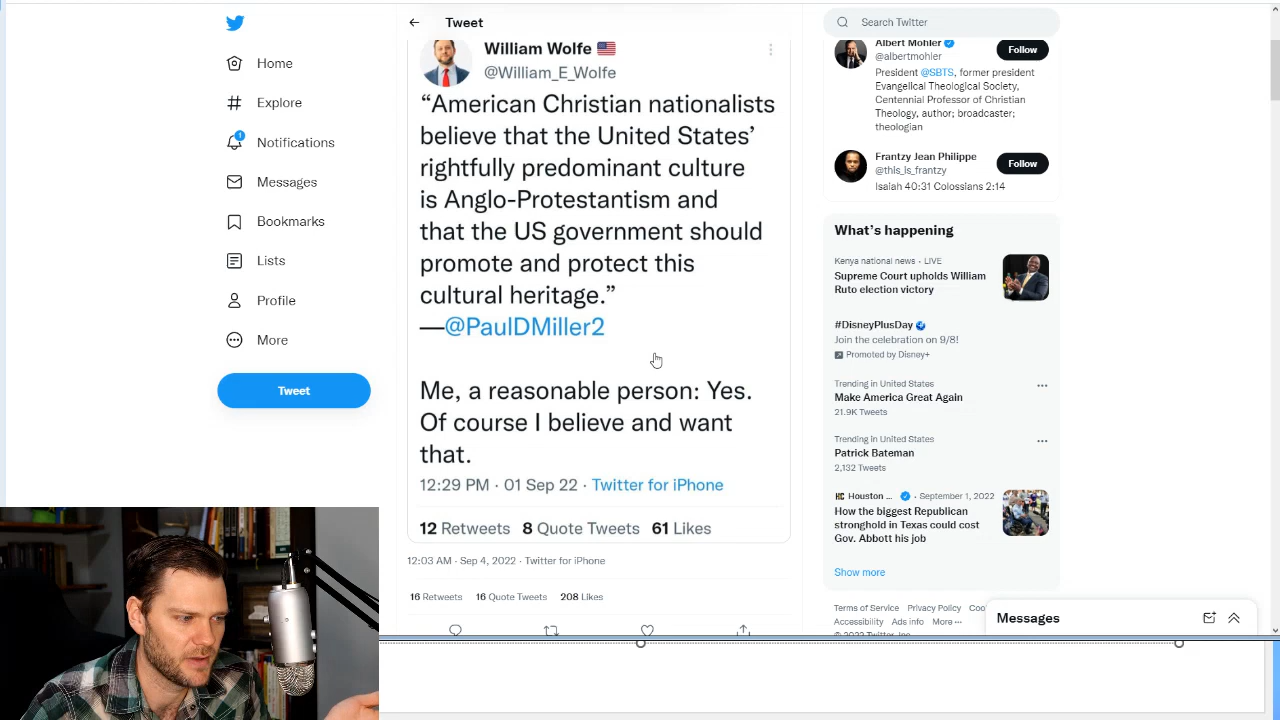 Home
Explore
1
Notifications
Messages
Bookmarks
Lists
Profile
More
Tweet
Tweet
William Wolfe
@William_E_Wolfe
“American Christian nationalists
believe that the United States’
rightfully predominant culture
is Anglo-Protestantism and
that the US government should
promote and protect this
cultural heritage.”
—@PaulDMiller2
Me, a reasonable person: Yes.
Of course I believe and want
that.
12:29 PM · 01 Sep 22 · Twitter for iPhone
12 Retweets 8 Quote Tweets 61 Likes
12:03 AM · Sep 4, 2022 · Twitter for iPhone
16 Retweets 16 Quote Tweets 208 Likes
Search Twitter
Albert Mohler
@albertmohler
Follow
President @SBTS, former president
Evangelical Theological Society,
Centennial Professor of Christian
Theology, author; broadcaster;
theologian
Frantzy Jean Philippe
@this_is_frantzy
Follow
Isaiah 40:31 Colossians 2:14
What’s happening
Kenya national news · LIVE
Supreme Court upholds William
Ruto election victory
#DisneyPlusDay
Join the celebration on 9/8!
Promoted by Disney+
Trending in United States
Make America Great Again
21.9K Tweets
Trending in United States
Patrick Bateman
2,132 Tweets
Houston ... · September 1, 2022
How the biggest Republican
stronghold in Texas could cost
Gov. Abbott his job
Show more
Terms of Service Privacy Policy
Accessibility Ads info More
Messages